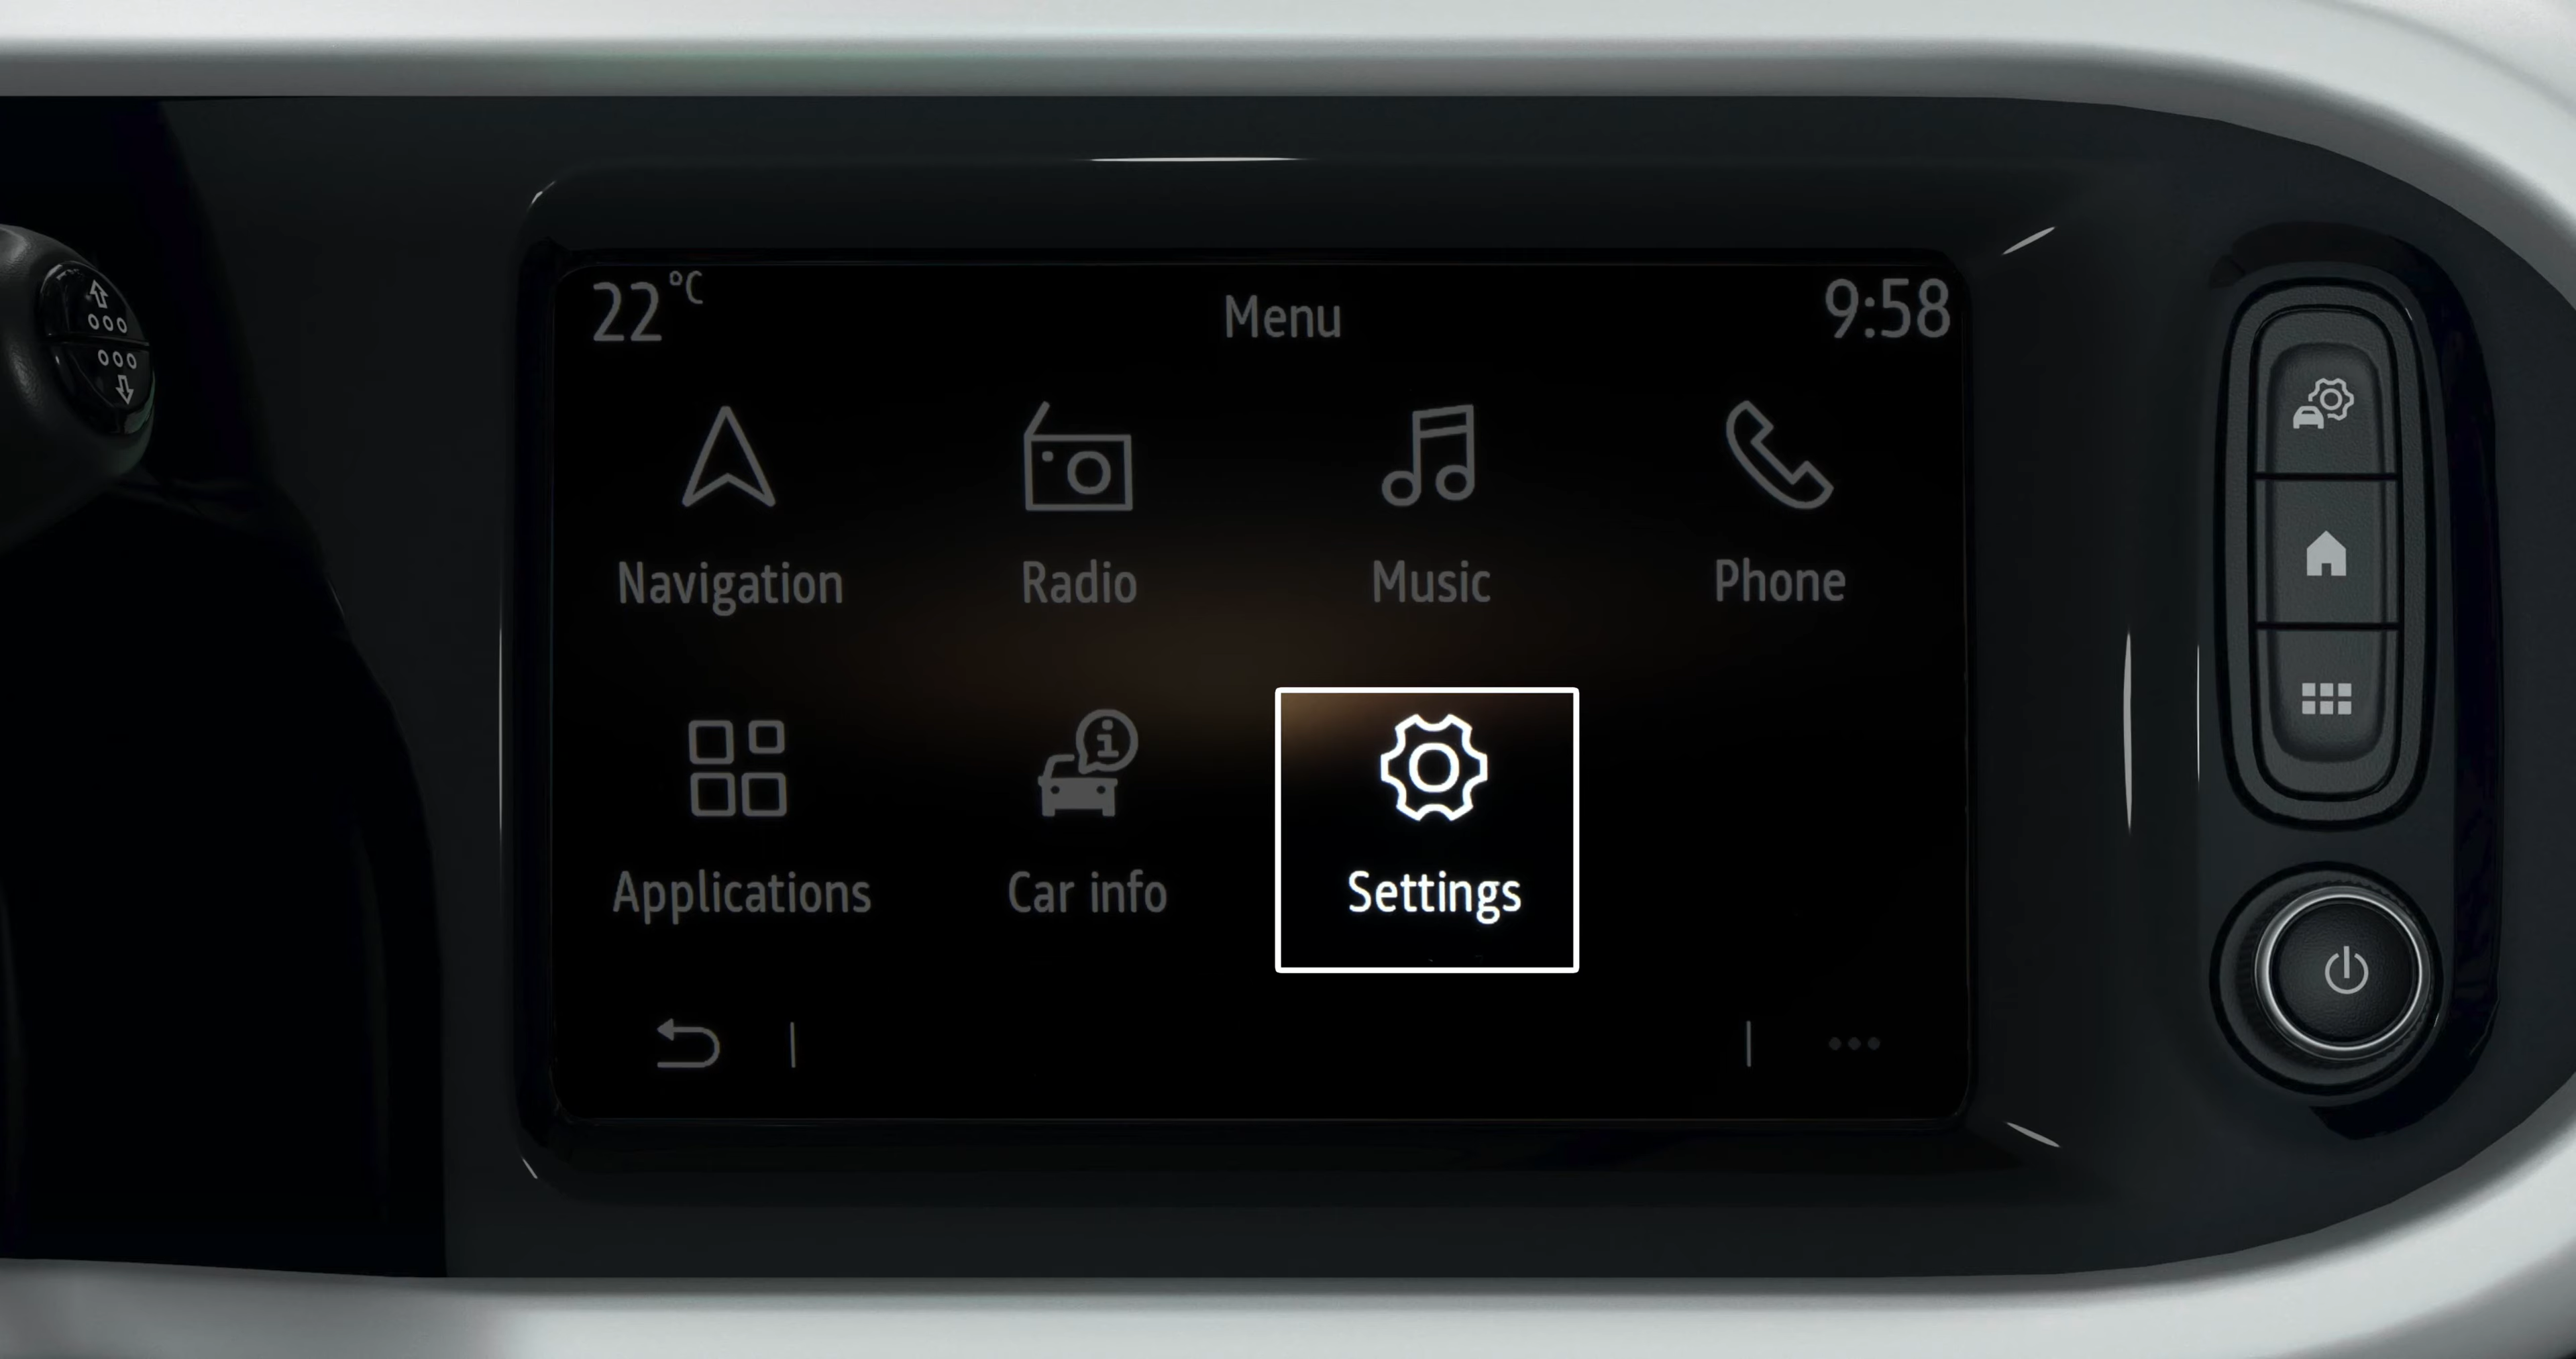 22 °C
Menu
9:58
Navigation
Radio
Music
Phone
Applications
Car info
Settings